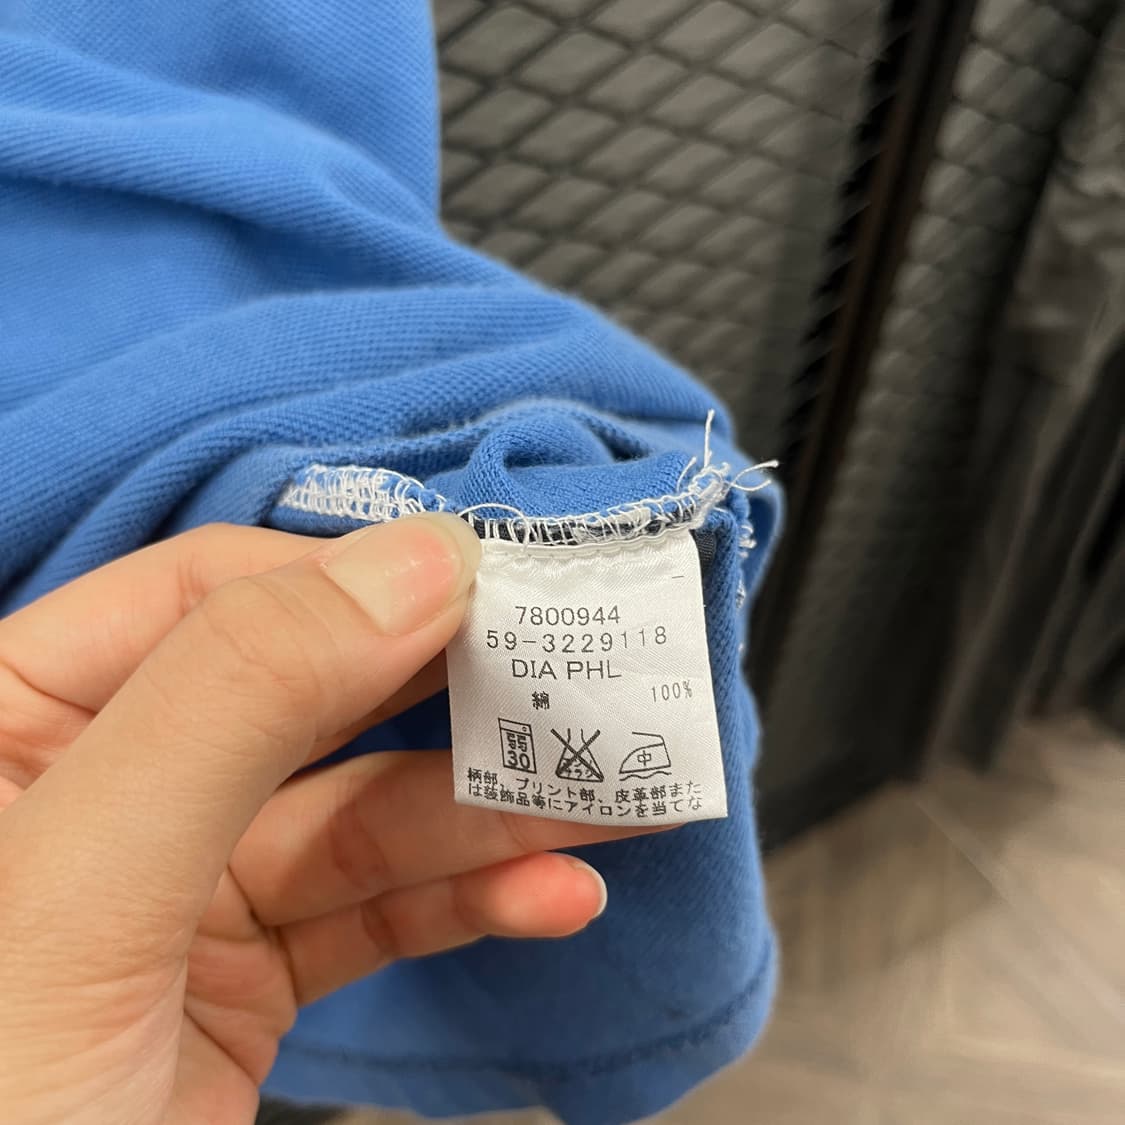 7800944
59-3229118
DIA PHL
綿 100%
30
中
柄部、プリント部、皮革部また
は装飾品等にアイロンを当てな